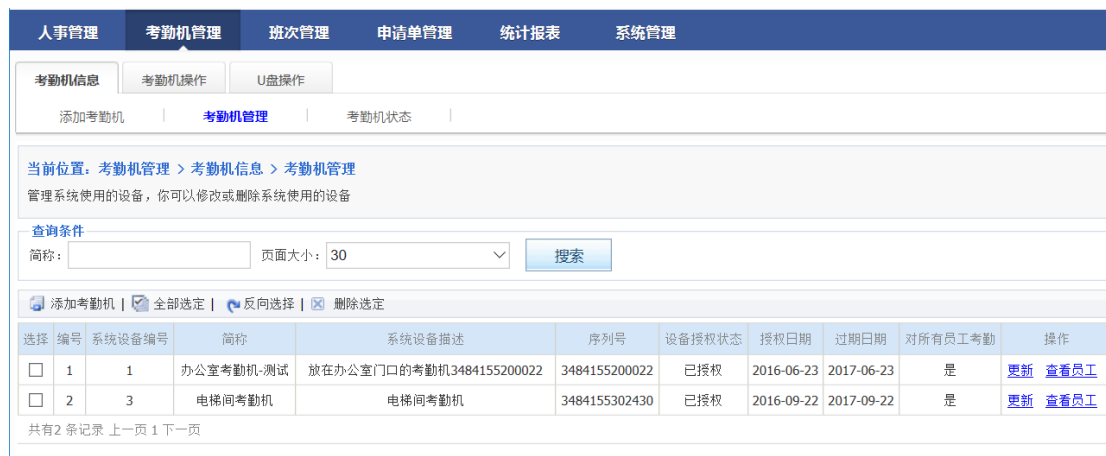 人事管理 考勤机管理 班次管理 申请单管理 统计报表 系统管理
考勤机信息 考勤机操作 U盘操作
添加考勤机 考勤机管理 考勤机状态
当前位置：考勤机管理 > 考勤机信息 > 考勤机管理
管理系统使用的设备，你可以修改或删除系统使用的设备
查询条件
简称： 页面大小： 30 搜索
添加考勤机 | 全部选定 | 反向选择 | 删除选定
选择 编号 系统设备编号 简称 系统设备描述 序列号 设备授权状态 授权日期 过期日期 对所有员工考勤 操作
1 1 办公室考勤机-测试 放在办公室门口的考勤机3484155200022 3484155200022 已授权 2016-06-23 2017-06-23 是 更新 查看员工
2 3 电梯间考勤机 电梯间考勤机 3484155302430 已授权 2016-09-22 2017-09-22 是 更新 查看员工
共有2 条记录 上一页 1 下一页